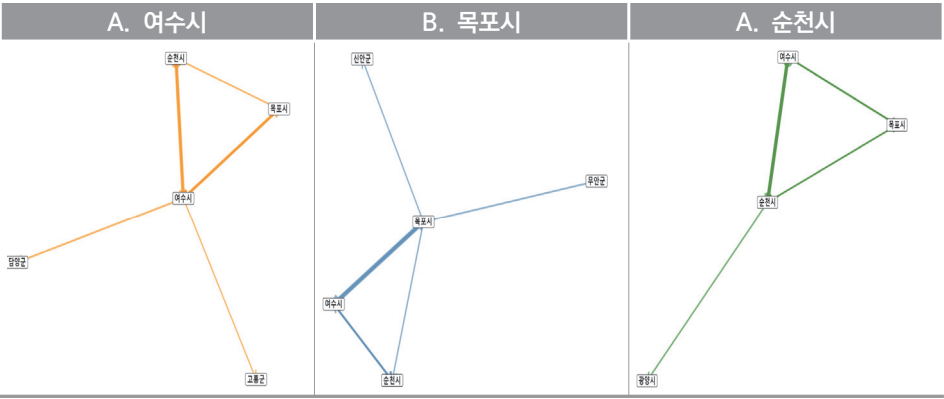 A. 여수시
B. 목포시
A. 순천시
순천시
목포시
여수시
담양군
고흥군
신안군
무안군
목포시
여수시
순천시
여수시
목포시
순천시
광양시